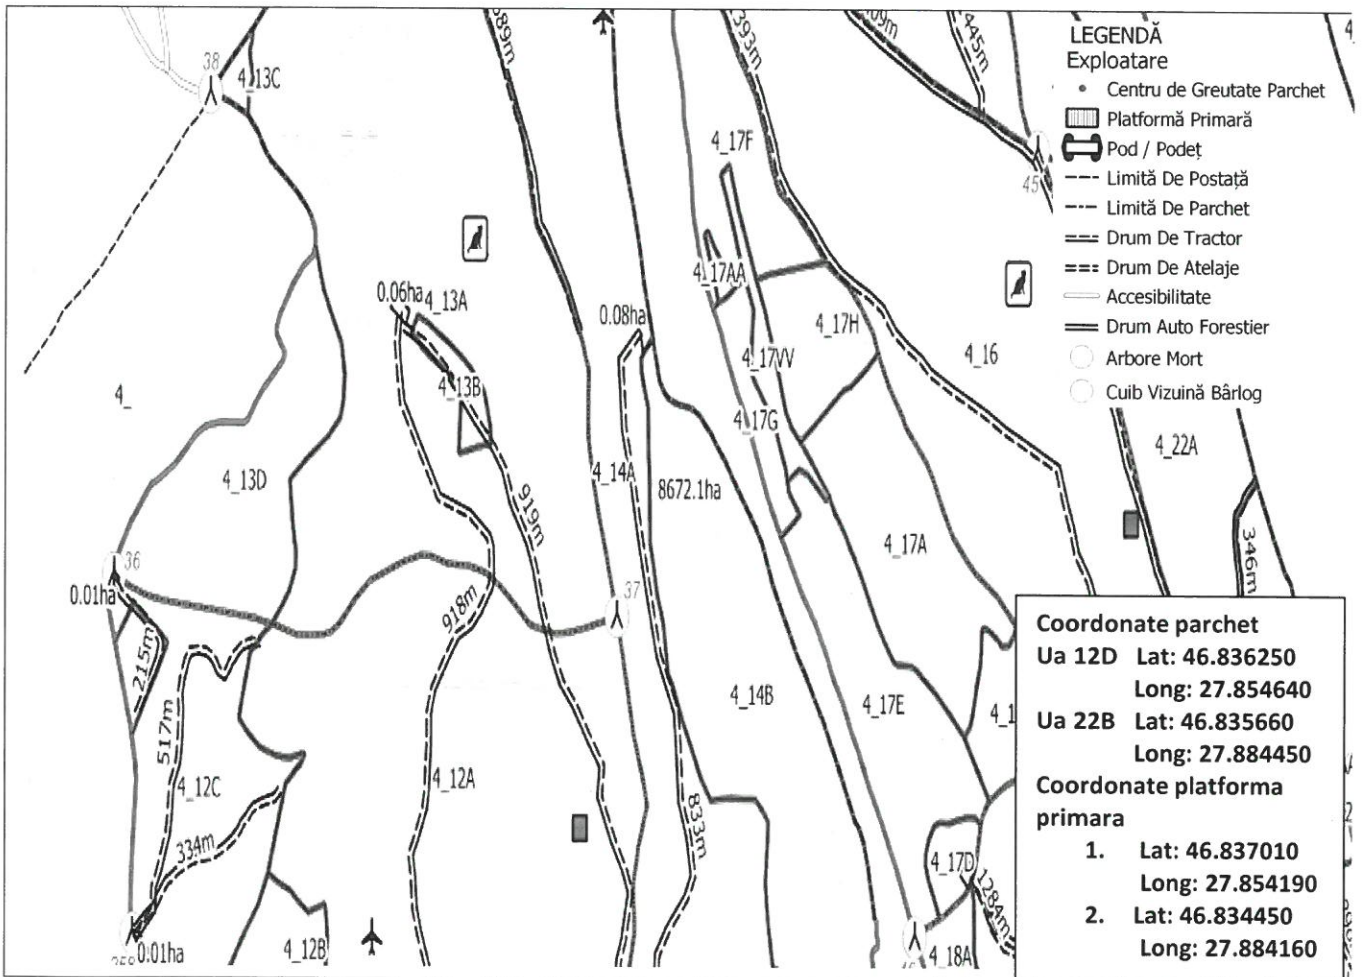 LEGENDĂ
Exploatare
Centru de Greutate Parchet
Platformă Primară
Pod / Podeț
Limită De Postață
Limită De Parchet
Drum De Tractor
Drum De Atelaje
Accesibilitate
Drum Auto Forestier
Arbore Mort
Cuib Vizuină Bârlog
38
4_13C
393m
445m
45
4_17F
4_17AA
0.06ha
4_13A
0.08ha
4_17H
4_16
4_17VV
4_13B
4_
4_17G
4_22A
4_14A
4_13D
8672.1ha
919m
4_17A
346m
36
0.01ha
37
918m
215m
4_14B
4_17E
517m
4_12C
4_12A
334m
833m
4_17D
1284m
0.01ha
4_12B
4_18A
Coordonate parchet
Ua 12D Lat: 46.836250
Long: 27.854640
Ua 22B Lat: 46.835660
Long: 27.884450
Coordonate platforma
primara
1. Lat: 46.837010
Long: 27.854190
2. Lat: 46.834450
Long: 27.884160